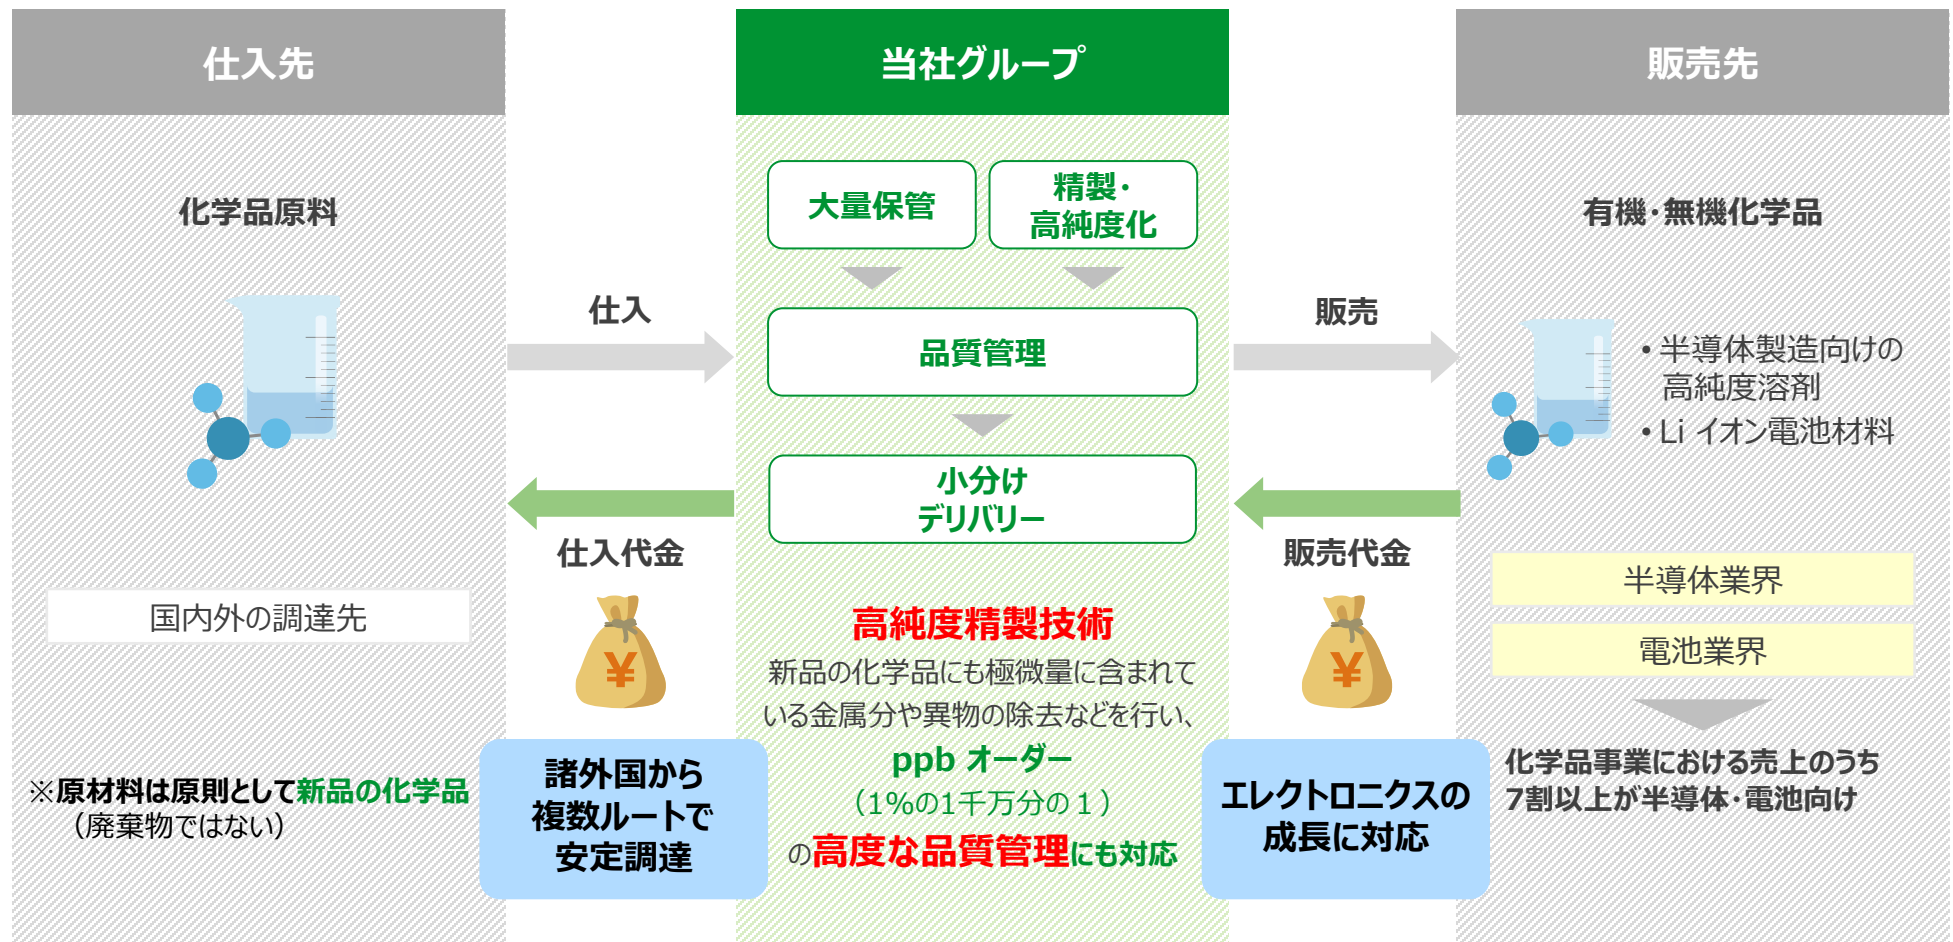 仕入先
化学品原料
国内外の調達先
※原材料は原則として新品の化学品
（廃棄物ではない）
仕入
仕入代金
¥
諸外国から
複数ルートで
安定調達
当社グループ
大量保管
精製・
高純度化
品質管理
小分け
デリバリー
高純度精製技術
新品の化学品にも極微量に含まれて
いる金属分や異物の除去などを行い、
ppb オーダー
（1%の1千万分の１）
の高度な品質管理にも対応
販売
販売代金
¥
エレクトロニクスの
成長に対応
販売先
有機・無機化学品
• 半導体製造向けの
高純度溶剤
• Li イオン電池材料
半導体業界
電池業界
化学品事業における売上のうち
7割以上が半導体・電池向け